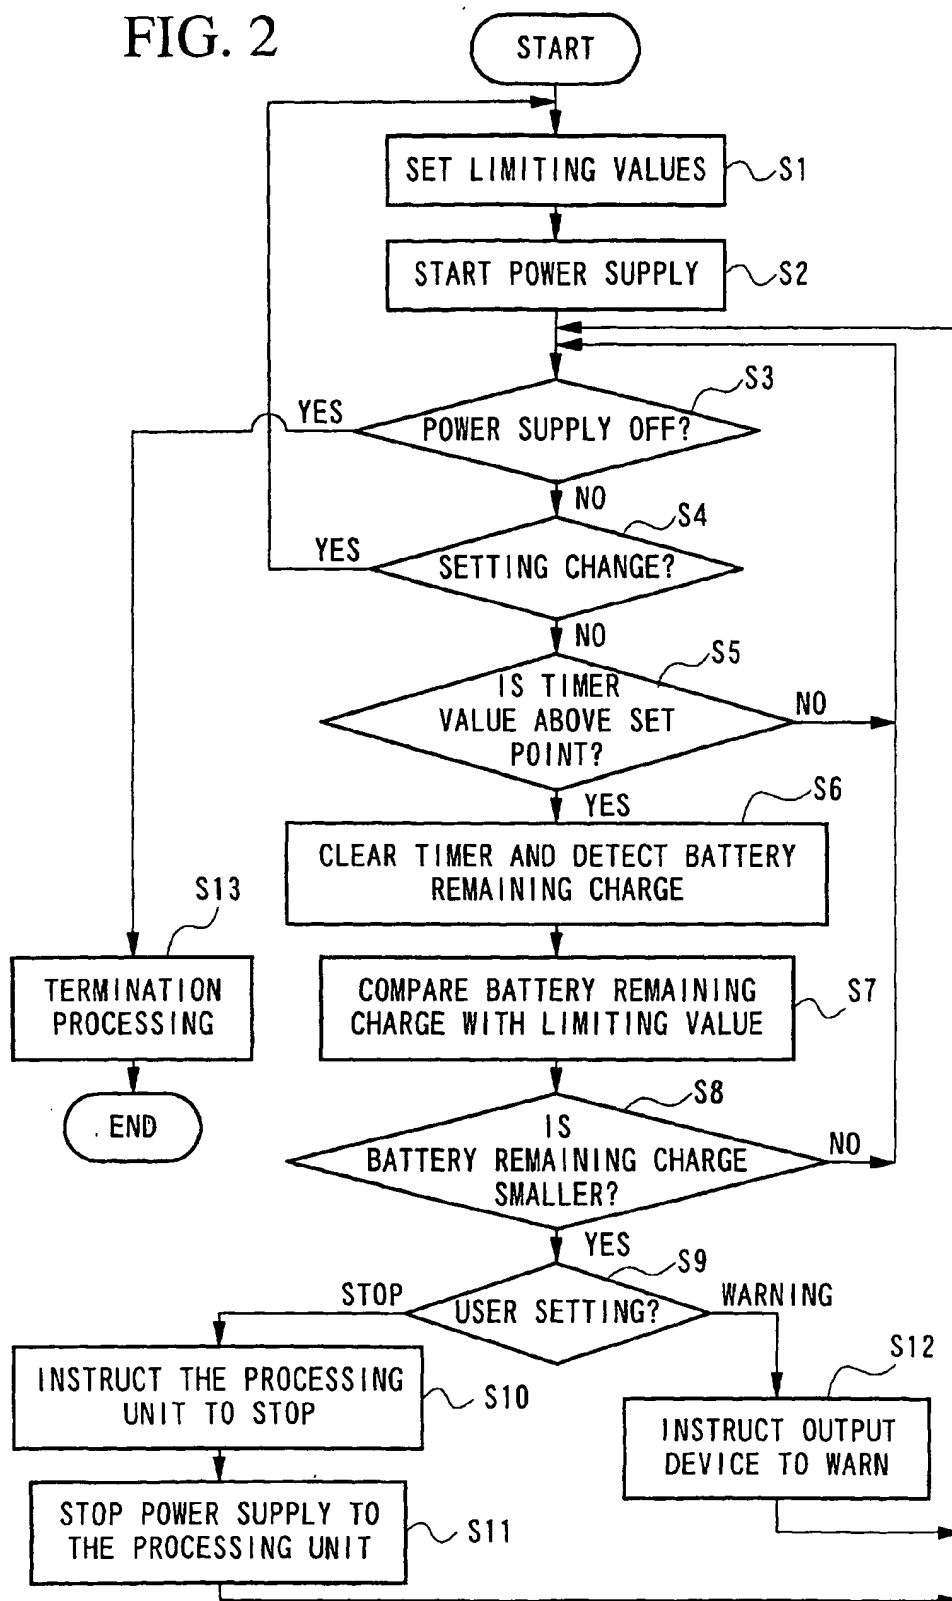 FIG. 2
START
SET LIMITING VALUES
S1
START POWER SUPPLY
S2
S3
YES
POWER SUPPLY OFF?
NO
S4
YES
SETTING CHANGE?
NO
S5
IS TIMER
VALUE ABOVE SET
POINT?
NO
YES
S6
CLEAR TIMER AND DETECT BATTERY
REMAINING CHARGE
S13
TERMINATION
PROCESSING
COMPARE BATTERY REMAINING
CHARGE WITH LIMITING VALUE
S7
END
S8
IS
BATTERY REMAINING CHARGE
SMALLER?
NO
YES
S9
STOP
USER SETTING?
WARNING
INSTRUCT THE PROCESSING
UNIT TO STOP
S10
S12
INSTRUCT OUTPUT
DEVICE TO WARN
STOP POWER SUPPLY TO
THE PROCESSING UNIT
S11